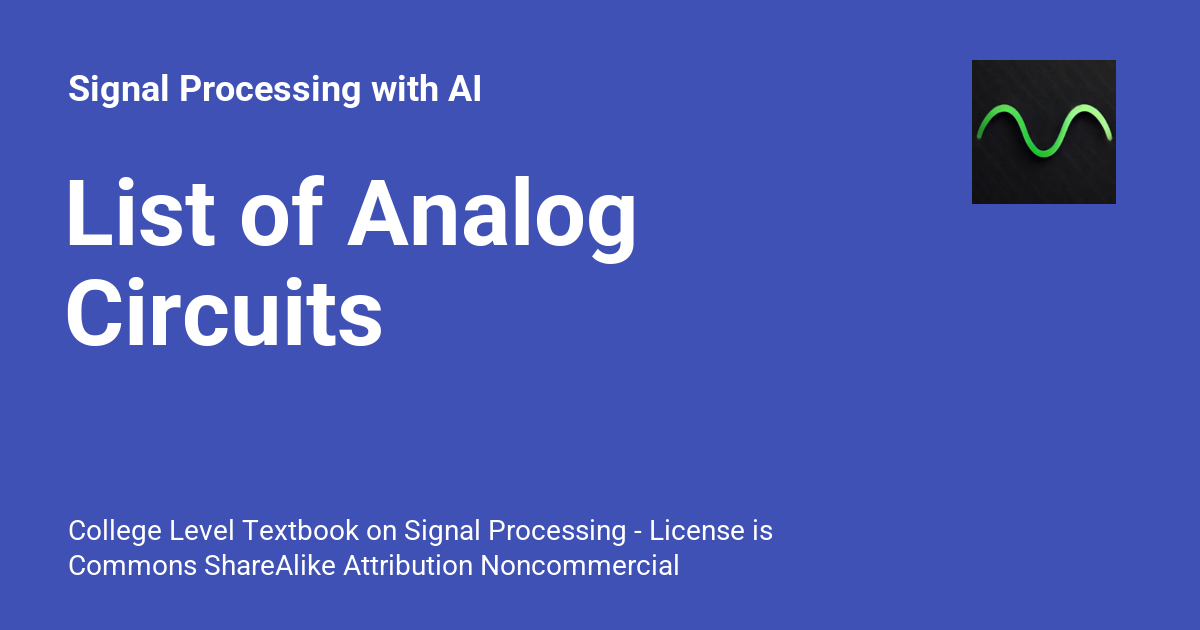 Signal Processing with AI
List of Analog
Circuits
College Level Textbook on Signal Processing - License is
Commons ShareAlike Attribution Noncommercial